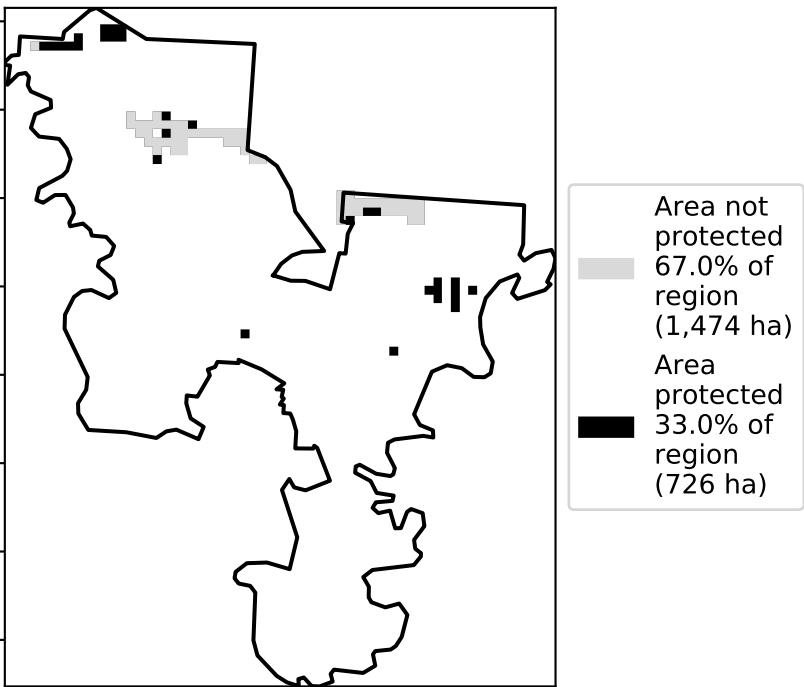 Area not
protected
67.0% of
region
(1,474 ha)
Area
protected
33.0% of
region
(726 ha)